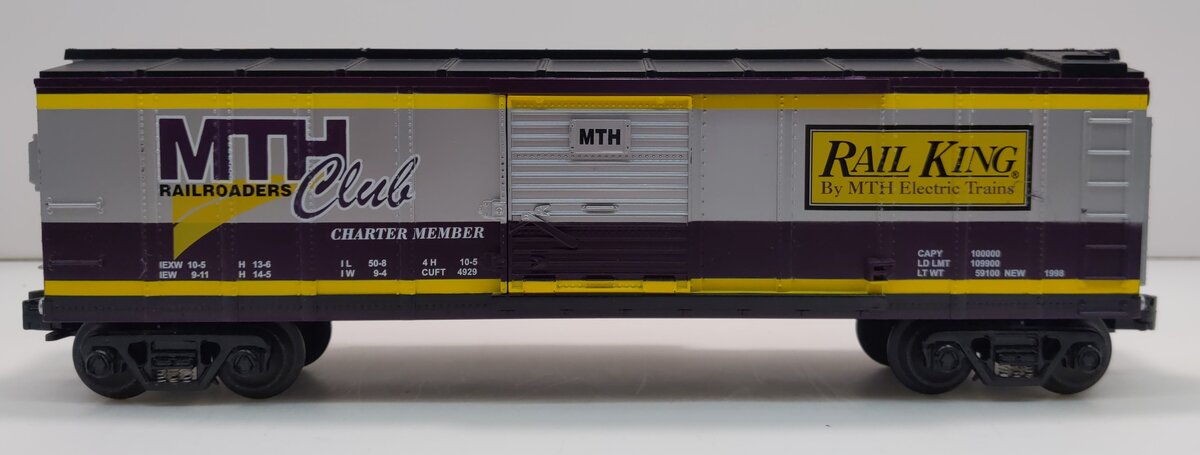 MTH
RAILROADERS
Club
CHARTER MEMBER
IEXW 10-5 H 13-6 I L 50-8 4 H 10-5
IEW 9-11 H 14-5 I W 9-4 CUFT 4929
MTH
RAIL KING®
By MTH Electric Trains
CAPY 100000
LD LMT 109900
LT WT 59100 NEW 1998